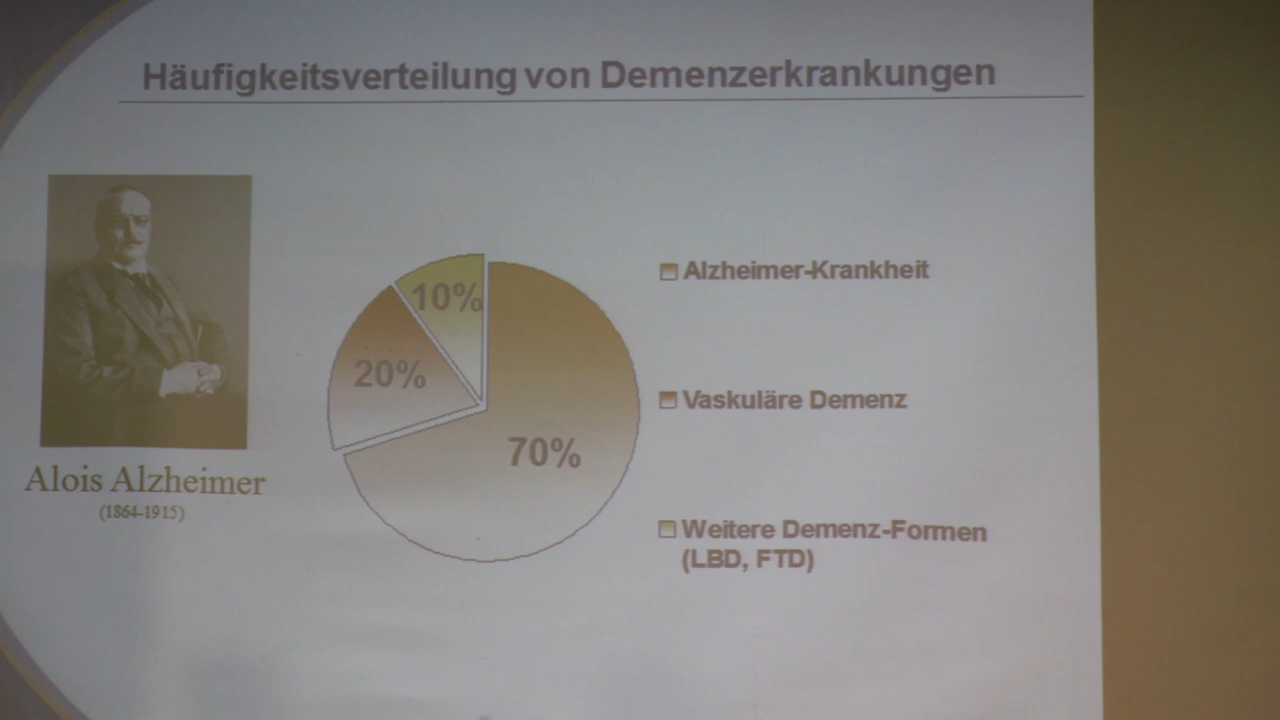 Häufigkeitsverteilung von Demenzerkrankungen
Alois Alzheimer
(1864-1915)
10%
20%
70%
Alzheimer-Krankheit
Vaskuläre Demenz
Weitere Demenz-Formen
(LBD, FTD)